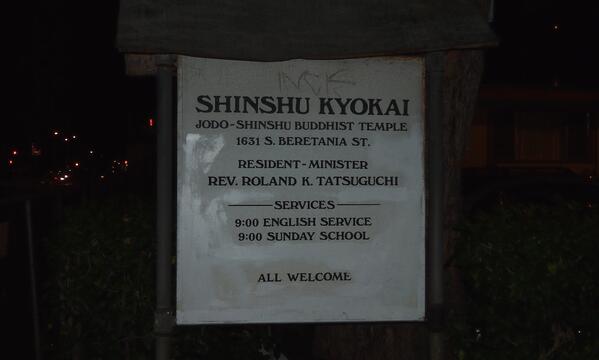 SHINSHU KYOKAI
JODO-SHINSHU BUDDHIST TEMPLE
1631 S. BERETANIA ST.
RESIDENT-MINISTER
REV. ROLAND K. TATSUGUCHI
SERVICES
9:00 ENGLISH SERVICE
9:00 SUNDAY SCHOOL
ALL WELCOME